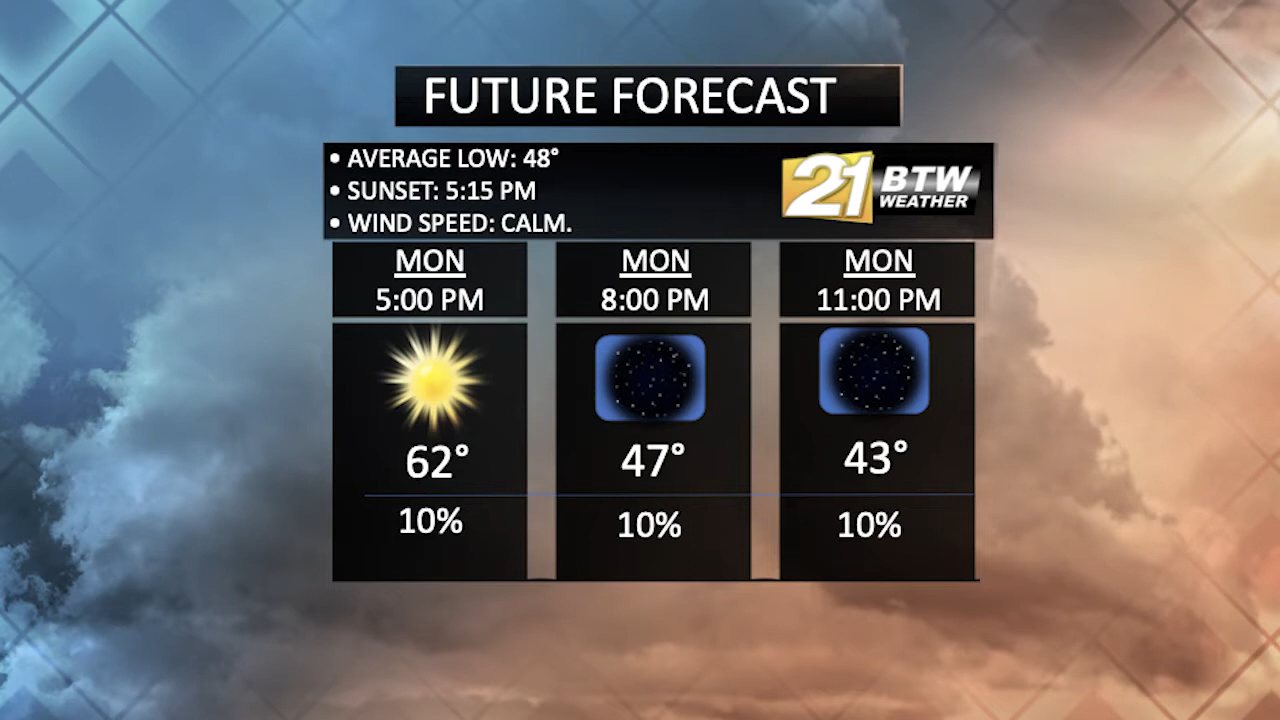 FUTURE FORECAST
• AVERAGE LOW: 48°
• SUNSET: 5:15 PM
• WIND SPEED: CALM.
21 BTW
WEATHER
MON
5:00 PM
62°
10%
MON
8:00 PM
47°
10%
MON
11:00 PM
43°
10%